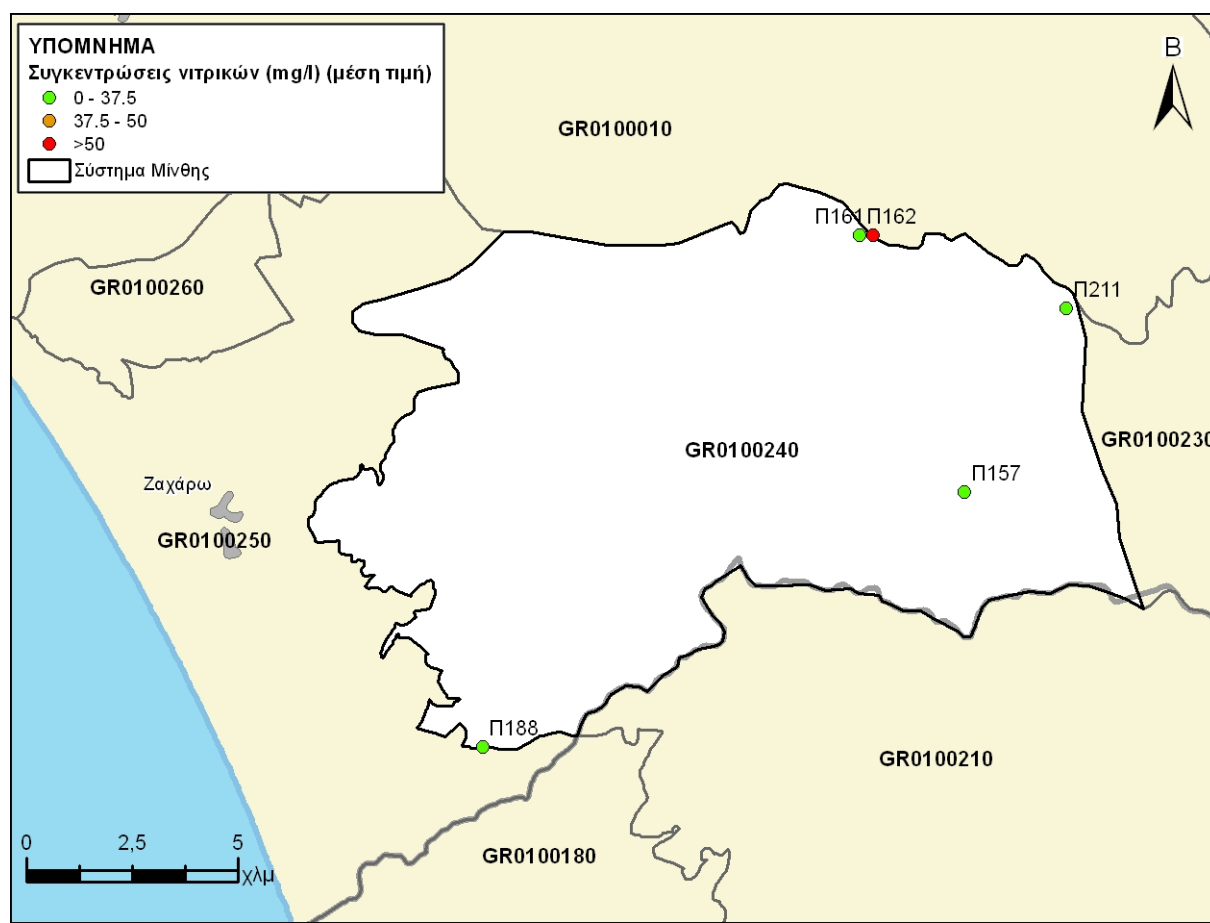 ΥΠΟΜΝΗΜΑ
Συγκεντρώσεις νιτρικών (mg/l) (μέση τιμή)
0 - 37.5
37.5 - 50
>50
Σύστημα Μίνθης
Β
GR0100010
Π161 Π162
GR0100260
Π211
GR0100240
GR0100230
Π157
Ζαχάρω
GR0100250
Π188
GR0100210
GR0100180
0 2,5 5
χλμ